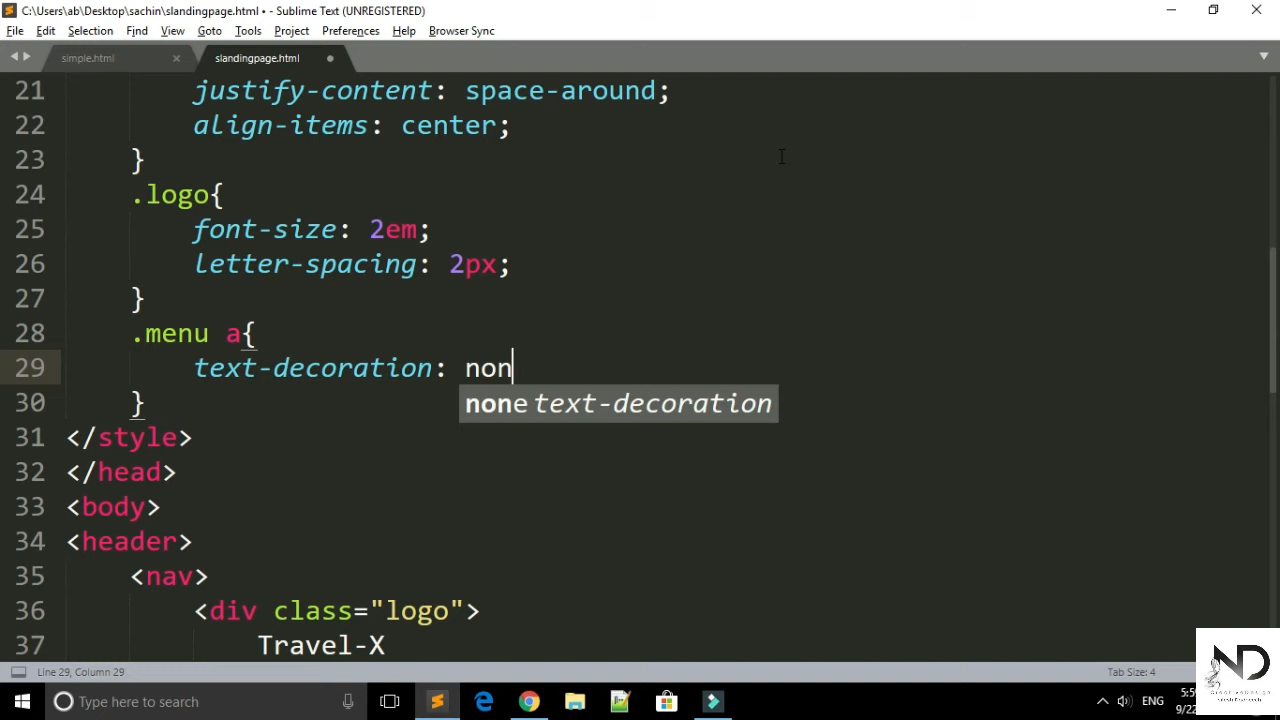 C:\Users\ab\Desktop\sachin\slandingpage.html • - Sublime Text (UNREGISTERED)
File Edit Selection Find View Goto Tools Project Preferences Help Browser Sync
simple.html slandingpage.html
21 justify-content: space-around;
22 align-items: center;
23 }
24 .logo{
25 font-size: 2em;
26 letter-spacing: 2px;
27 }
28 .menu a{
29 text-decoration: non
none text-decoration
30 }
31 </style>
32 </head>
33 <body>
34 <header>
35 <nav>
36 <div class="logo">
37 Travel-X
Line 29, Column 29 Tab Size: 4
Type here to search ENG
ND